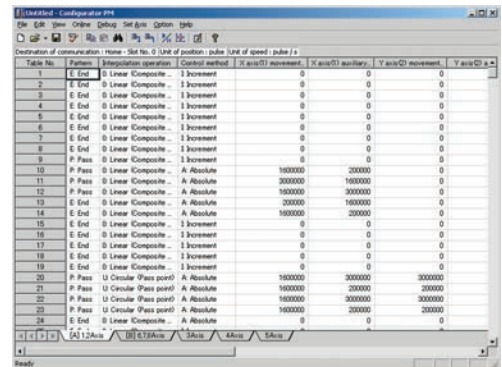 Untitled - Configurator PM
File Edit View Online Debug Set Axis Option Help
Destination of communication : Home - Slot No. 0 Unit of position : pulse Unit of speed : pulse / s
Table No. Pattern Interpolation operation Control method X axis(1) movement.. X axis(1) auxiliary.. Y axis(2) movement.. Y axis(2) a
1 E: End 0: Linear (Composite ... I: Increment 0 0 0
2 E: End 0: Linear (Composite ... I: Increment 0 0 0
3 E: End 0: Linear (Composite ... I: Increment 0 0 0
4 E: End 0: Linear (Composite ... I: Increment 0 0 0
5 E: End 0: Linear (Composite ... I: Increment 0 0 0
6 E: End 0: Linear (Composite ... I: Increment 0 0 0
7 E: End 0: Linear (Composite ... I: Increment 0 0 0
8 E: End 0: Linear (Composite ... I: Increment 0 0 0
9 P: Pass 0: Linear (Composite ... I: Increment 0 0 0
10 P: Pass 0: Linear (Composite ... A: Absolute 1600000 200000 0
11 P: Pass 0: Linear (Composite ... A: Absolute 3000000 1600000 0
12 P: Pass 0: Linear (Composite ... A: Absolute 1600000 3000000 0
13 P: Pass 0: Linear (Composite ... A: Absolute 200000 1600000 0
14 P: Pass 0: Linear (Composite ... A: Absolute 1600000 200000 0
15 E: End 0: Linear (Composite ... I: Increment 0 0 0
16 E: End 0: Linear (Composite ... I: Increment 0 0 0
17 E: End 0: Linear (Composite ... I: Increment 0 0 0
18 E: End 0: Linear (Composite ... I: Increment 0 0 0
19 E: End 0: Linear (Composite ... I: Increment 0 0 0
20 P: Pass U: Circular (Pass point) A: Absolute 1600000 3000000 3000000
21 P: Pass U: Circular (Pass point) A: Absolute 1600000 200000 200000
22 P: Pass U: Circular (Pass point) A: Absolute 1600000 3000000 3000000
23 P: Pass U: Circular (Pass point) A: Absolute 1600000 200000 200000
24 E: End 0: Linear (Composite ... A: Absolute 0 0 0
[A] 1,2Axis [B] 6,7,8Axis 3Axis 4Axis 5Axis
Ready